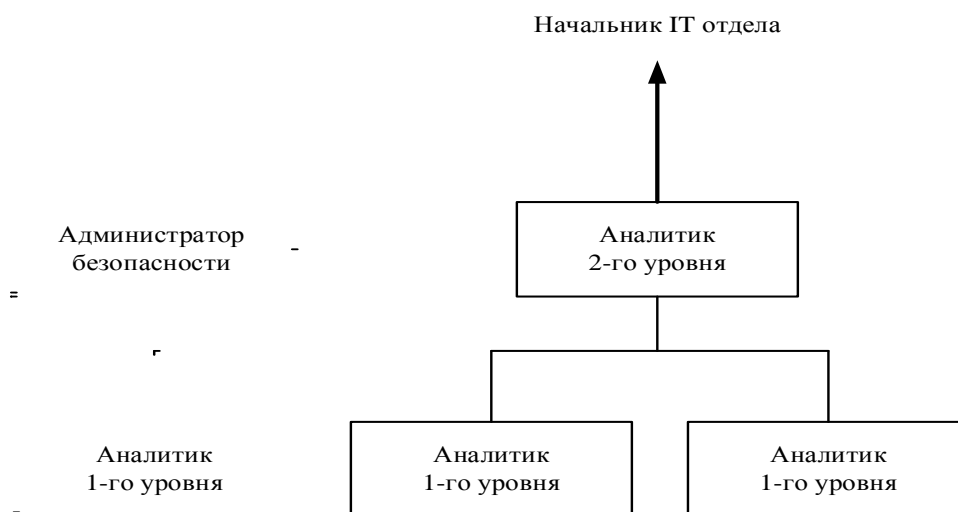 Начальник IT отдела
Администратор
безопасности
Аналитик
2-го уровня
Аналитик
1-го уровня
Аналитик
1-го уровня
Аналитик
1-го уровня